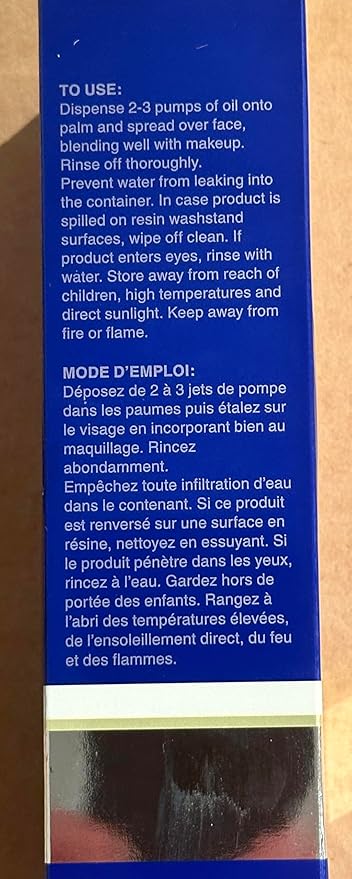 TO USE:
Dispense 2-3 pumps of oil onto
palm and spread over face,
blending well with makeup.
Rinse off thoroughly.
Prevent water from leaking into
the container. In case product is
spilled on resin washstand
surfaces, wipe off clean. If
product enters eyes, rinse with
water. Store away from reach of
children, high temperatures and
direct sunlight. Keep away from
fire or flame.
MODE D'EMPLOI:
Déposez de 2 à 3 jets de pompe
dans les paumes puis étalez sur
le visage en incorporant bien au
maquillage. Rincez
abondamment.
Empêchez toute infiltration d'eau
dans le contenant. Si ce produit
est renversé sur une surface en
résine, nettoyez en essuyant. Si
le produit pénètre dans les yeux,
rincez à l'eau. Gardez hors de
portée des enfants. Rangez à
l'abri des températures élevées,
de l'ensoleillement direct, du feu
et des flammes.